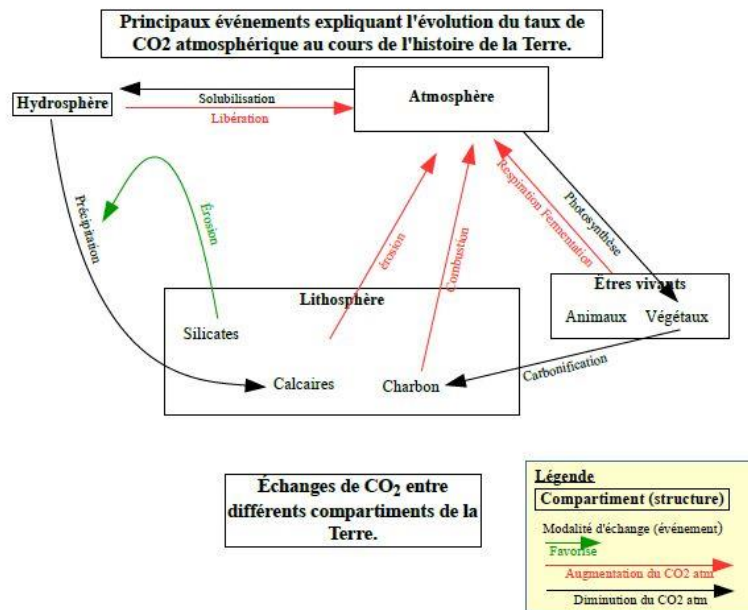 Principaux événements expliquant l'évolution du taux de
CO2 atmosphérique au cours de l'histoire de la Terre.
Hydrosphère
Solubilisation
Libération
Atmosphère
Précipitation
Érosion
érosion
Combustion
Respiration Fermentation
Photosynthèse
Lithosphère
Silicates
Calcaires
Charbon
Êtres vivants
Animaux Végétaux
Carbonification
Échanges de CO₂ entre
différents compartiments de la
Terre.
Légende
Compartiment (structure)
Modalité d'échange (événement)
Favorise
Augmentation du CO2 atm
Diminution du CO2 atm